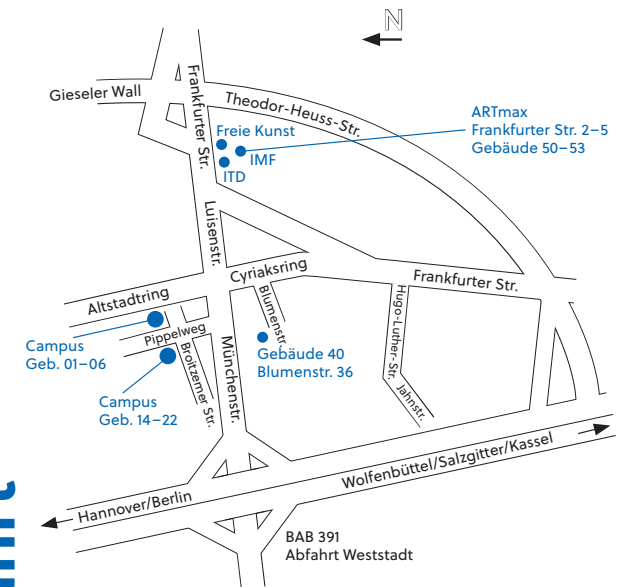 N
Gieseler Wall
Frankfurter Str.
Theodor-Heuss-Str.
ARTmax
Frankfurter Str. 2–5
Gebäude 50–53
Freie Kunst
IMF
ITD
Luisenstr.
Cyriaksring
Frankfurter Str.
Altstadtring
Blumenstr.
Hugo-Luther-Str.
Pippelweg
Campus
Geb. 01–06
Broitzemer Str.
Münchenstr.
Gebäude 40
Blumenstr. 36
Jahnstr.
Campus
Geb. 14–22
Wolfenbüttel/Salzgitter/Kassel
Hannover/Berlin
BAB 391
Abfahrt Weststadt